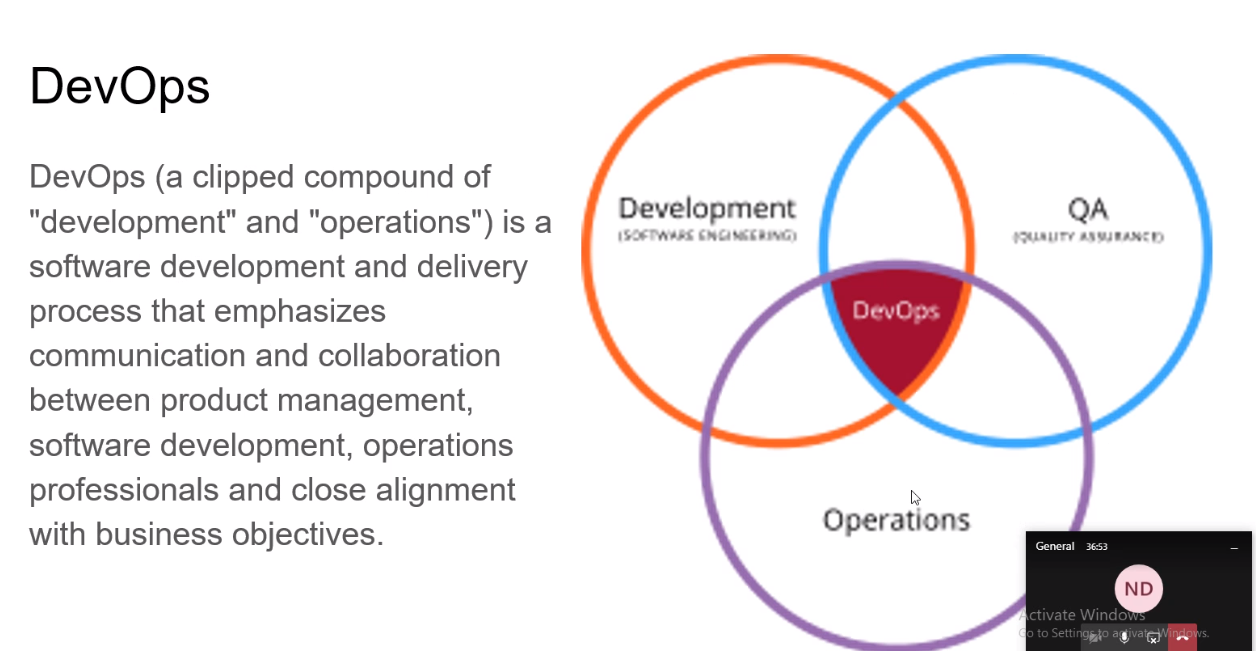 DevOps
DevOps (a clipped compound of
"development" and "operations") is a
software development and delivery
process that emphasizes
communication and collaboration
between product management,
software development, operations
professionals and close alignment
with business objectives.
Development
(SOFTWARE ENGINEERING)
QA
(QUALITY ASSURANCE)
DevOps
Operations
General 36:53
ND
Activate Windows
Go to Settings to activate Windows.